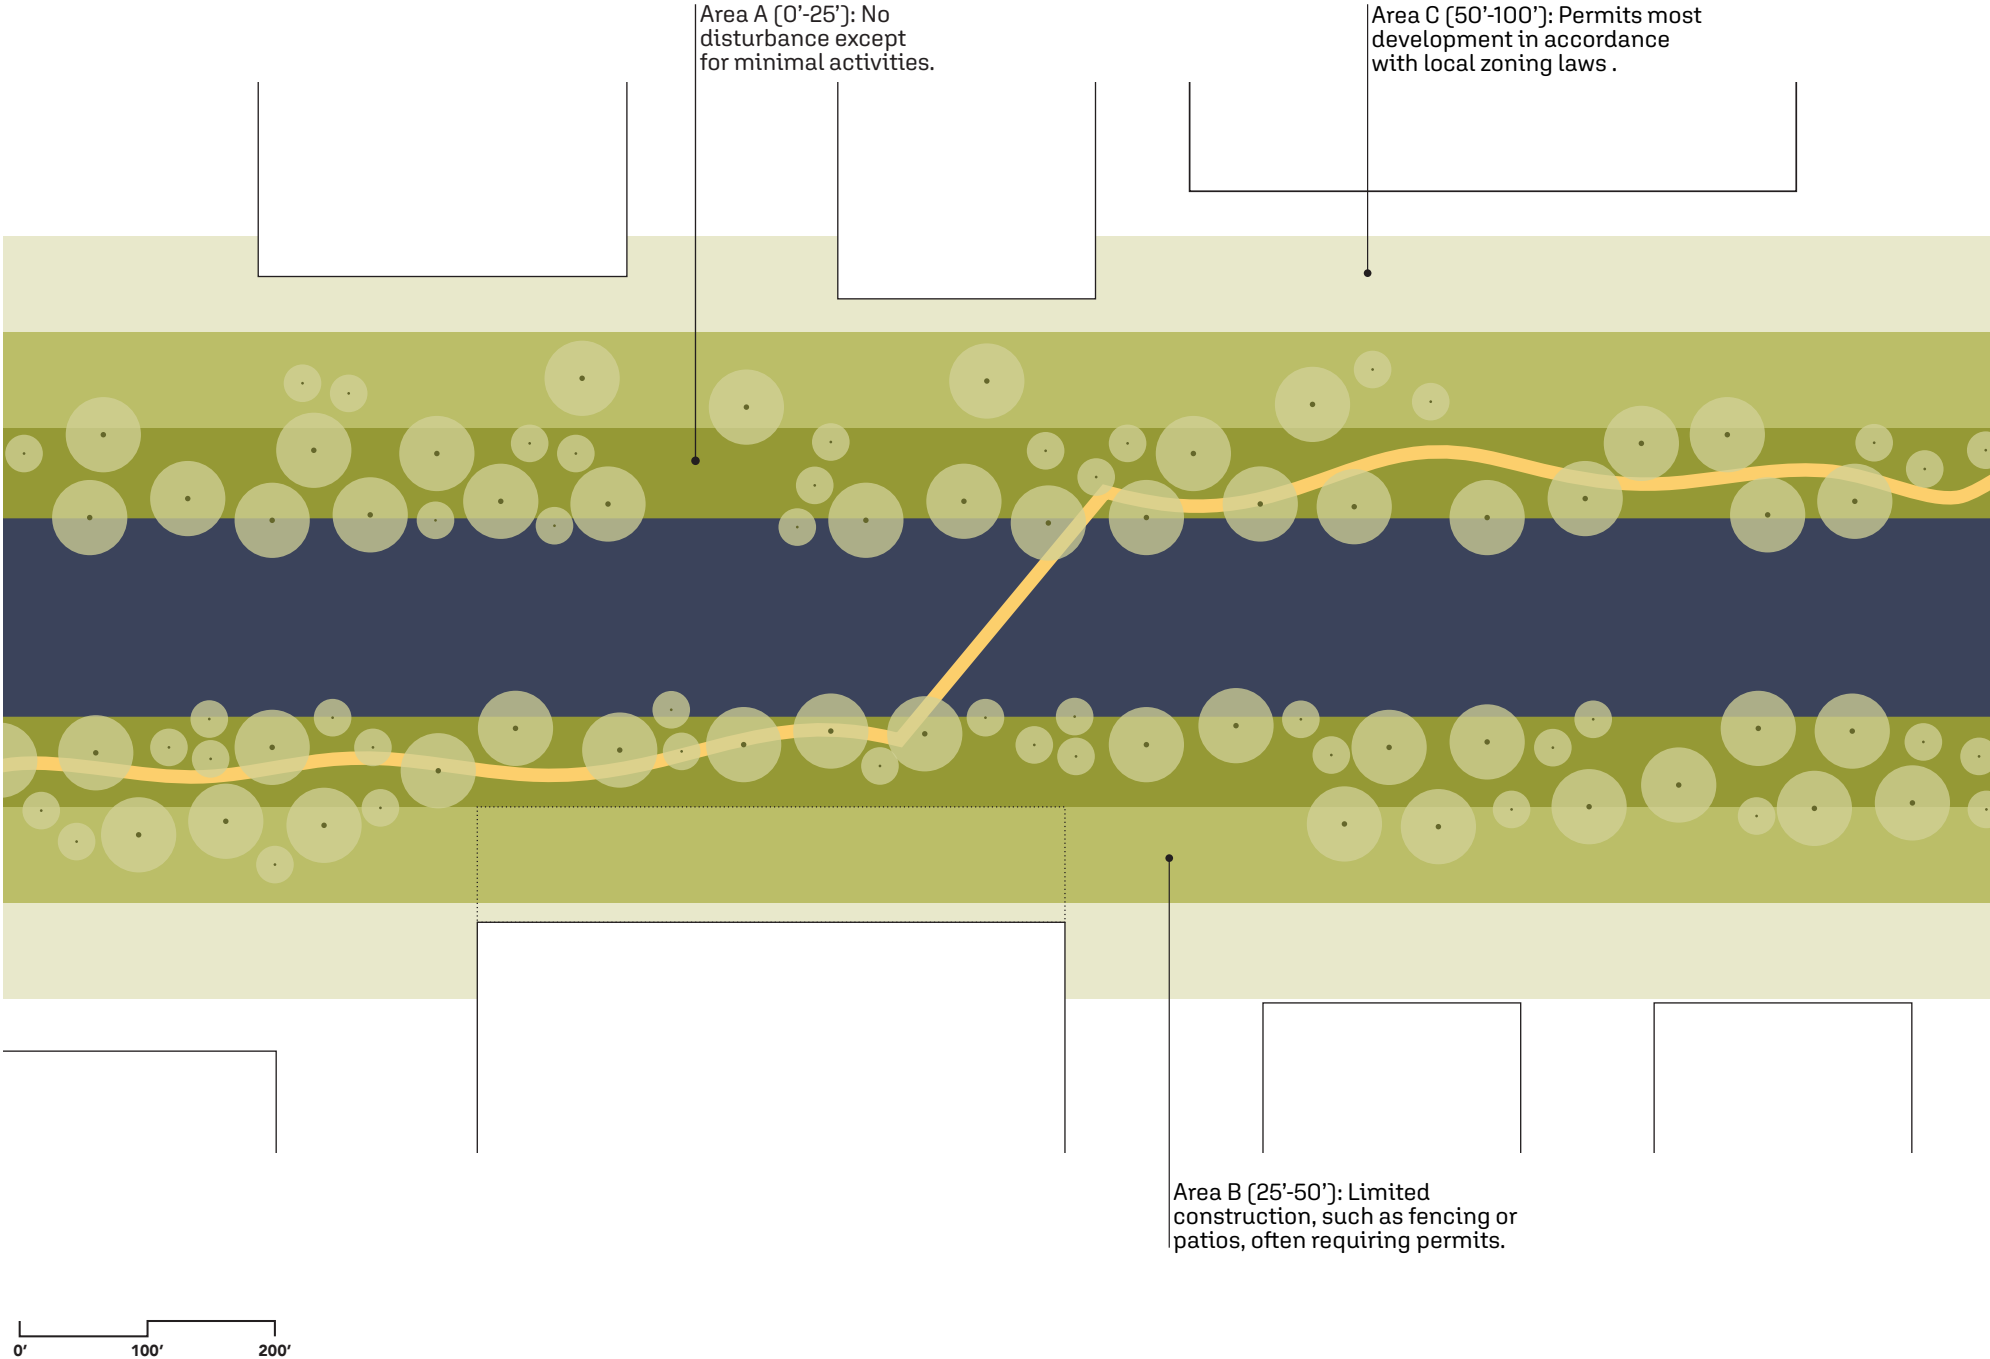 Area A (0’-25’): No
disturbance except
for minimal activities.
Area C (50’-100’): Permits most
development in accordance
with local zoning laws .
Area B (25’-50’): Limited
construction, such as fencing or
patios, often requiring permits.
0’ 100’ 200’